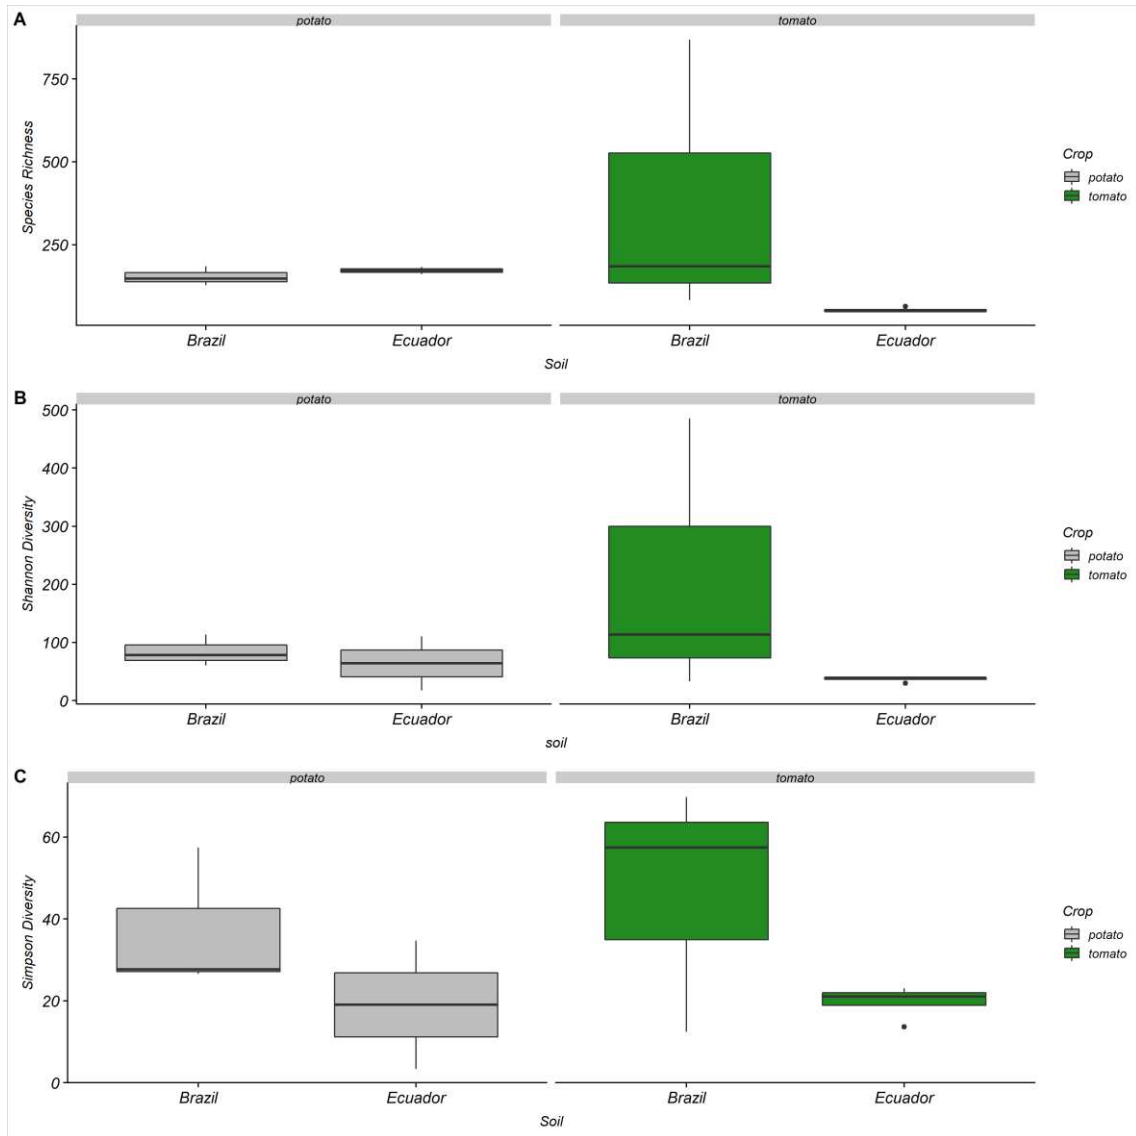 A
potato
tomato
Species Richness
750
500
250
Brazil
Ecuador
Brazil
Ecuador
Soil
Crop
potato
tomato
B
potato
tomato
Shannon Diversity
500
400
300
200
100
0
Brazil
Ecuador
Brazil
Ecuador
soil
Crop
potato
tomato
C
potato
tomato
Simpson Diversity
60
40
20
0
Brazil
Ecuador
Brazil
Ecuador
Soil
Crop
potato
tomato